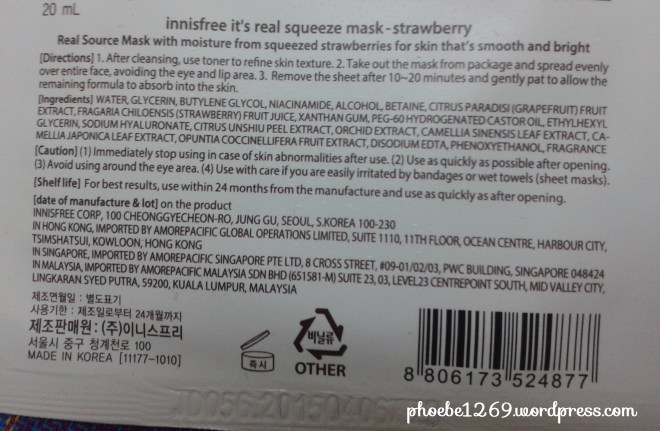 20 mL
innisfree it's real squeeze mask-strawberry
Real Source Mask with moisture from squeezed strawberries for skin that's smooth and bright
[Directions] 1. After cleansing, use toner to refine skin texture. 2. Take out the mask from package and spread evenly
over entire face, avoiding the eye and lip area. 3. Remove the sheet after 10~20 minutes and gently pat to allow the
remaining formula to absorb into the skin.
[Ingredients] WATER, GLYCERIN, BUTYLENE GLYCOL, NIACINAMIDE, ALCOHOL, BETAINE, CITRUS PARADISI (GRAPEFRUIT) FRUIT
EXTRACT, FRAGARIA CHILOENSIS (STRAWBERRY) FRUIT JUICE, XANTHAN GUM, PEG-60 HYDROGENATED CASTOR OIL, ETHYLHEXYL
GLYCERIN, SODIUM HYALURONATE, CITRUS UNSHIU PEEL EXTRACT, ORCHID EXTRACT, CAMELLIA SINENSIS LEAF EXTRACT, CA-
MELLIA JAPONICA LEAF EXTRACT, OPUNTIA COCCINELLIFERA FRUIT EXTRACT, DISODIUM EDTA, PHENOXYETHANOL, FRAGRANCE
[Caution] (1) Immediately stop using in case of skin abnormalities after use. (2) Use as quickly as possible after opening.
(3) Avoid using around the eye area. (4) Use with care if you are easily irritated by bandages or wet towels (sheet masks).
[Shelf life] For best results, use within 24 months from the manufacture and use as quickly as after opening.
[date of manufacture & lot] on the product
INNISFREE CORP, 100 CHEONGGYECHEON-RO, JUNG GU, SEOUL, S.KOREA 100-230
IN HONG KONG, IMPORTED BY AMOREPACIFIC GLOBAL OPERATIONS LIMITED, SUITE 1110, 11TH FLOOR, OCEAN CENTRE, HARBOUR CITY,
TSIMSHATSUI, KOWLOON, HONG KONG
IN SINGAPORE, IMPORTED BY AMOREPACIFIC SINGAPORE PTE LTD, 8 CROSS STREET, #09-01/02/03, PWC BUILDING, SINGAPORE 048424
IN MALAYSIA, IMPORTED BY AMOREPACIFIC MALAYSIA SDN BHD (651581-M) SUITE 23, 03, LEVEL23 CENTREPOINT SOUTH, MID VALLEY CITY,
LINGKARAN SYED PUTRA, 59200, KUALA LUMPUR, MALAYSIA
제조연월일 : 별도표기
사용기한 : 제조일로부터 24개월까지
제조판매원 : (주)이니스프리
서울시 중구 청계천로 100
MADE IN KOREA [11177-1010]
즉시
비닐류
OTHER
8 806173 524877
phoebe1269.wordpress.com